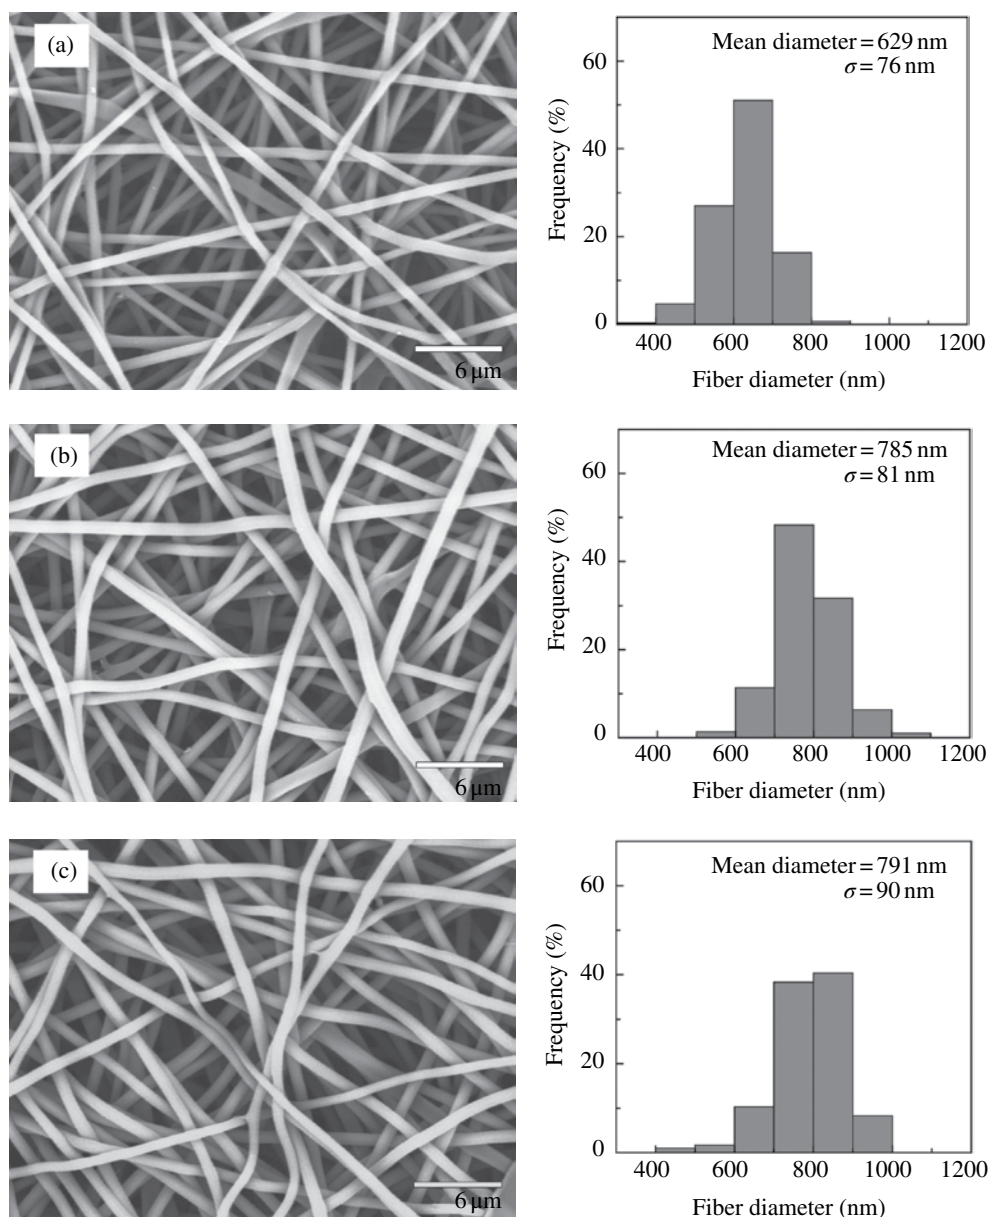 (a)
6 μm
Mean diameter = 629 nm
σ = 76 nm
Frequency (%)
60
40
20
0
400 600 800 1000 1200
Fiber diameter (nm)
(b)
6 μm
Mean diameter = 785 nm
σ = 81 nm
Frequency (%)
60
40
20
0
400 600 800 1000 1200
Fiber diameter (nm)
(c)
6 μm
Mean diameter = 791 nm
σ = 90 nm
Frequency (%)
60
40
20
0
400 600 800 1000 1200
Fiber diameter (nm)